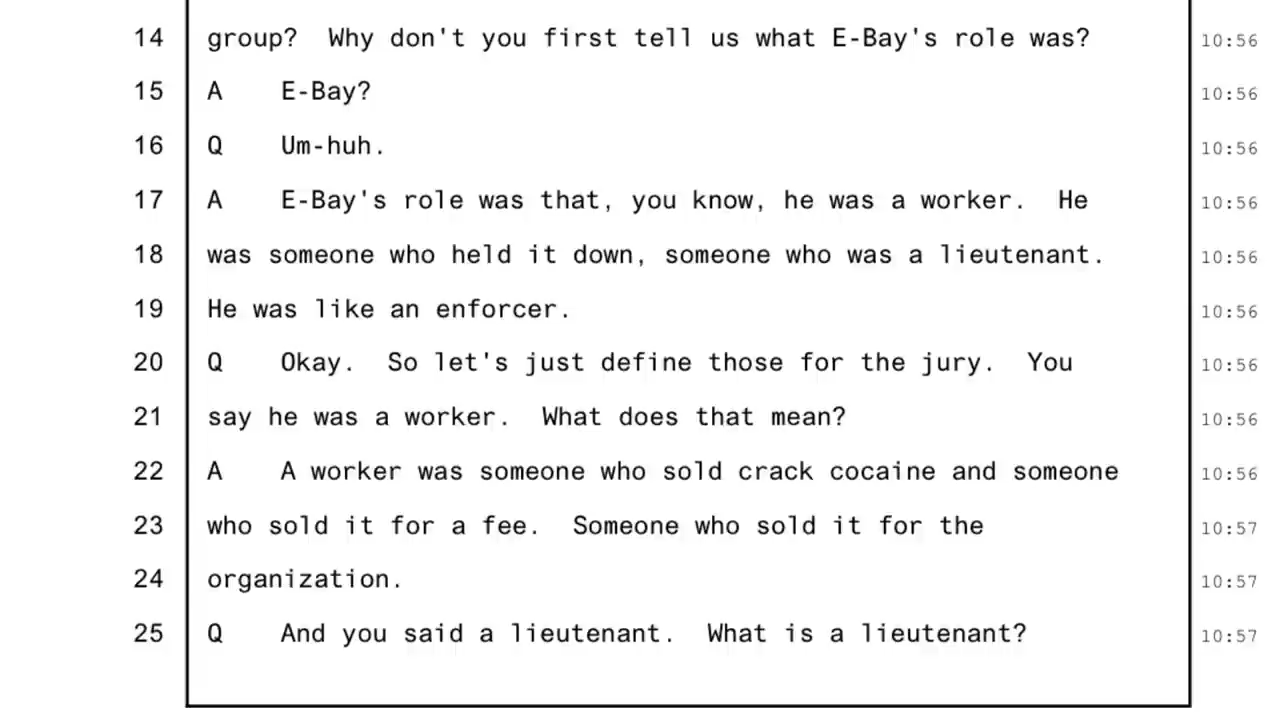 14 group? Why don't you first tell us what E-Bay's role was? 10:56
15 A E-Bay? 10:56
16 Q Um-huh. 10:56
17 A E-Bay's role was that, you know, he was a worker. He 10:56
18 was someone who held it down, someone who was a lieutenant. 10:56
19 He was like an enforcer. 10:56
20 Q Okay. So let's just define those for the jury. You 10:56
21 say he was a worker. What does that mean? 10:56
22 A A worker was someone who sold crack cocaine and someone 10:56
23 who sold it for a fee. Someone who sold it for the 10:57
24 organization. 10:57
25 Q And you said a lieutenant. What is a lieutenant? 10:57